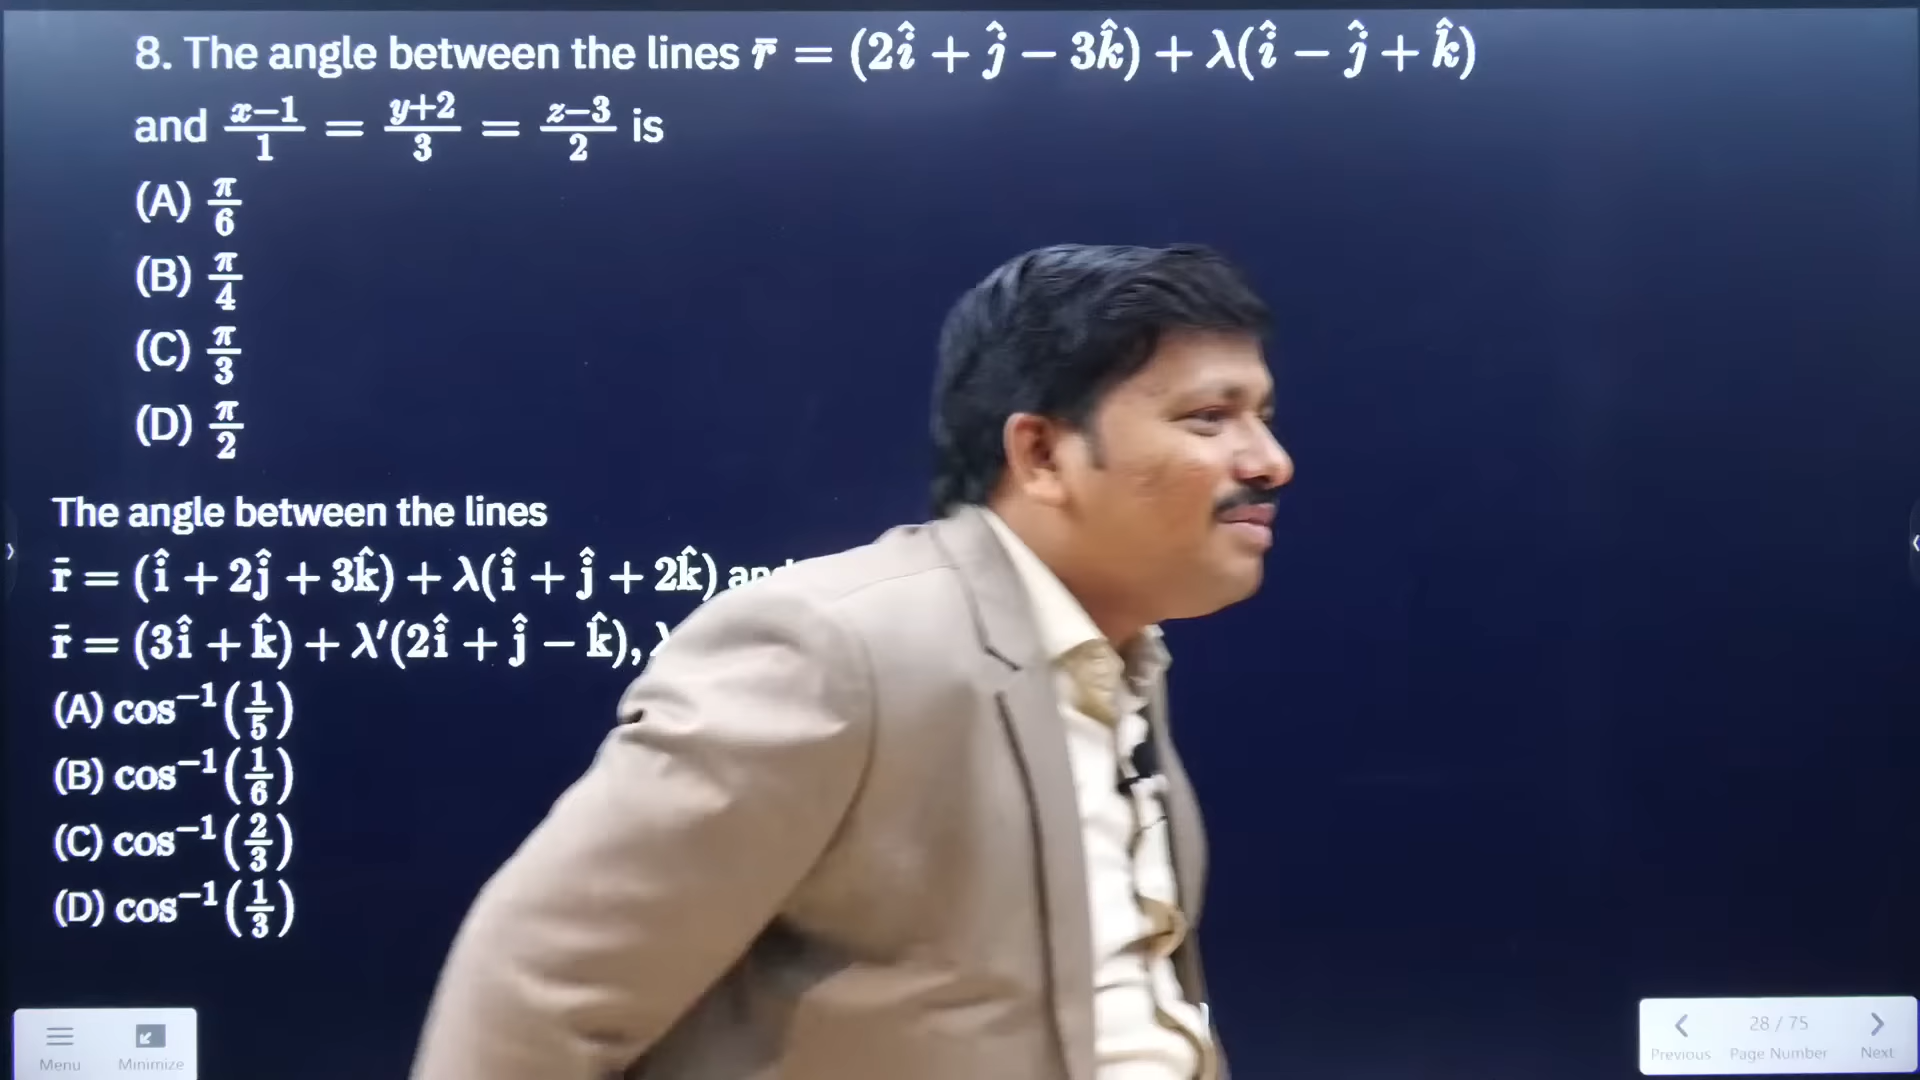 8. The angle between the lines r̄ = (2î + ĵ − 3k̂) + λ(î − ĵ + k̂)
and (x−1)/1 = (y+2)/3 = (z−3)/2 is
(A) π/6
(B) π/4
(C) π/3
(D) π/2
The angle between the lines
r̄ = (î + 2ĵ + 3k̂) + λ(î + ĵ + 2k̂) and
r̄ = (3î + k̂) + λ′(2î + ĵ − k̂),
(A) cos⁻¹(1/5)
(B) cos⁻¹(1/6)
(C) cos⁻¹(2/3)
(D) cos⁻¹(1/3)
Menu Minimize
28 / 75
Previous Page Number Next